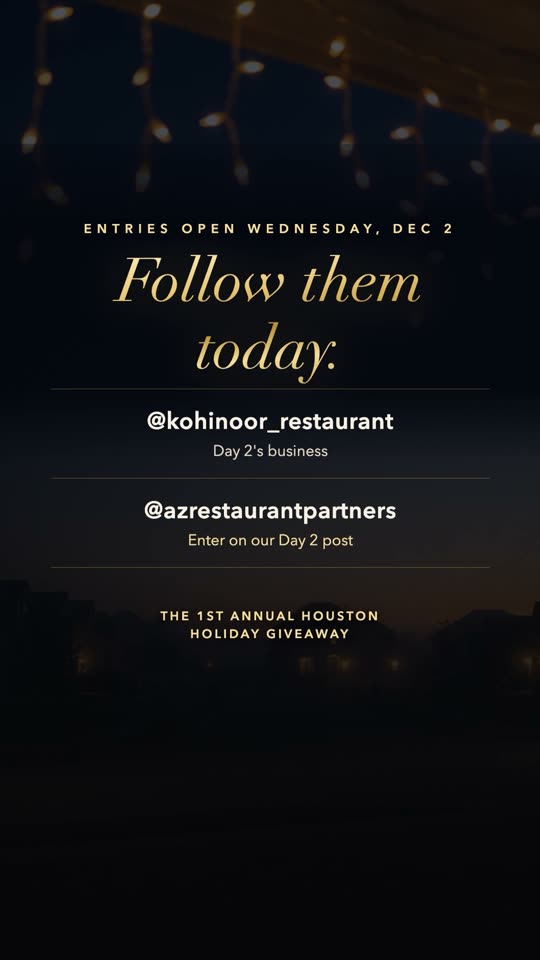 ENTRIES OPEN WEDNESDAY, DEC 2
Follow them
today.
@kohinoor_restaurant
Day 2's business
@azrestaurantpartners
Enter on our Day 2 post
THE 1ST ANNUAL HOUSTON
HOLIDAY GIVEAWAY